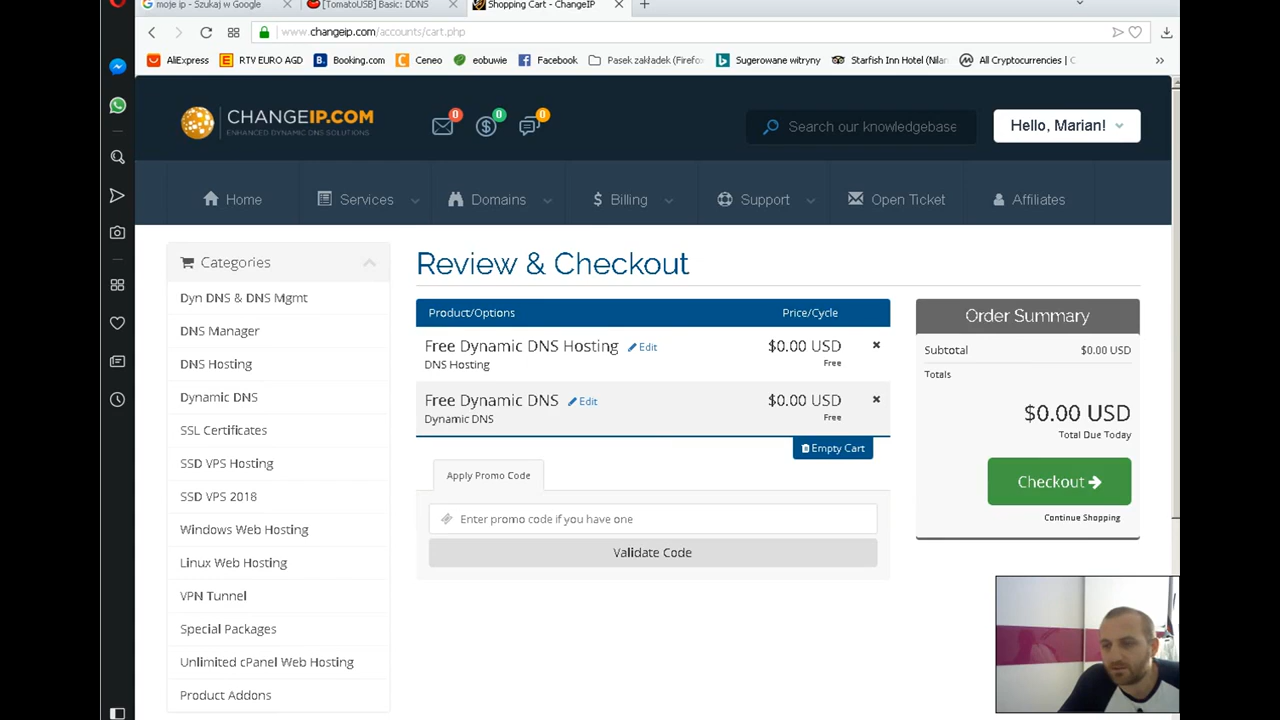 moje ip - Szukaj w Google
[TomatoUSB] Basic: DDNS
Shopping Cart - ChangeIP
www.changeip.com/accounts/cart.php
AliExpress
RTV EURO AGD
Booking.com
Ceneo
eobuwie
Facebook
Pasek zakładek (Firefox
Sugerowane witryny
Starfish Inn Hotel (Nilan
All Cryptocurrencies | C
CHANGEIP.COM
ENHANCED DYNAMIC DNS SOLUTIONS
0
0
0
Search our knowledgebase
Hello, Marian!
Home
Services
Domains
Billing
Support
Open Ticket
Affiliates
Categories
Dyn DNS & DNS Mgmt
DNS Manager
DNS Hosting
Dynamic DNS
SSL Certificates
SSD VPS Hosting
SSD VPS 2018
Windows Web Hosting
Linux Web Hosting
VPN Tunnel
Special Packages
Unlimited cPanel Web Hosting
Product Addons
Review & Checkout
Product/Options
Price/Cycle
Free Dynamic DNS Hosting Edit
$0.00 USD
DNS Hosting
Free
Free Dynamic DNS Edit
$0.00 USD
Dynamic DNS
Free
Empty Cart
Apply Promo Code
Enter promo code if you have one
Validate Code
Order Summary
Subtotal $0.00 USD
Totals
$0.00 USD
Total Due Today
Checkout
Continue Shopping